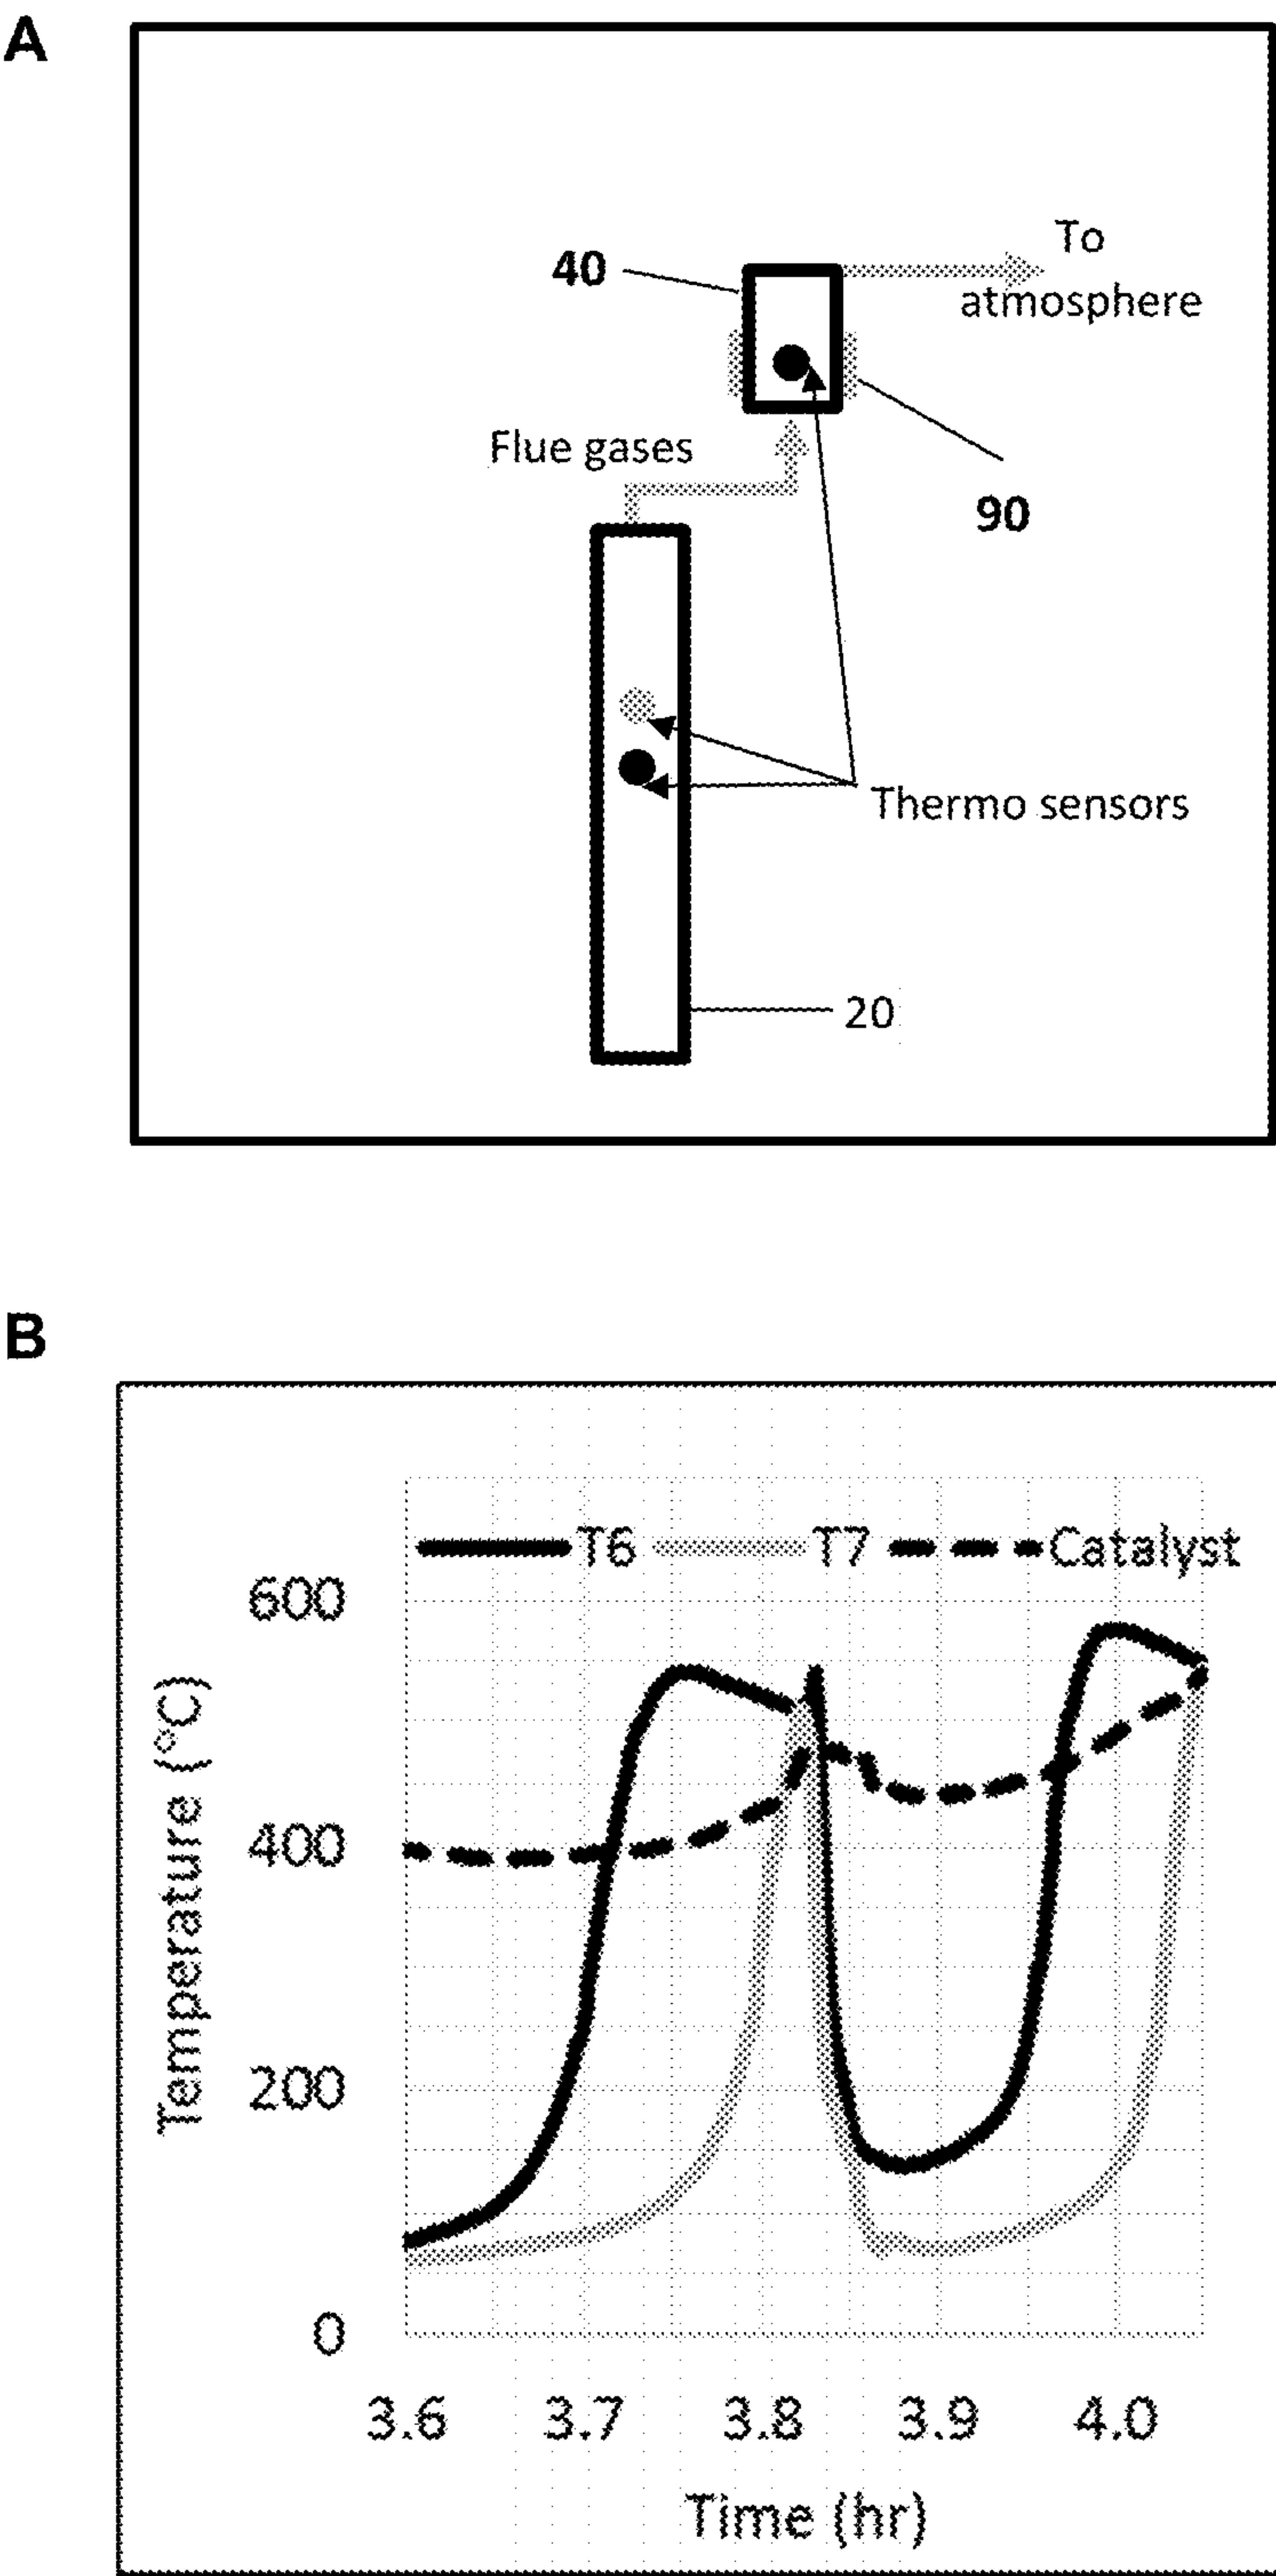 A
40
To
atmosphere
Flue gases
90
Thermo sensors
20
B
T6 T7 Catalyst
600
400
200
0
Temperature (°C)
3.6 3.7 3.8 3.9 4.0
Time (hr)